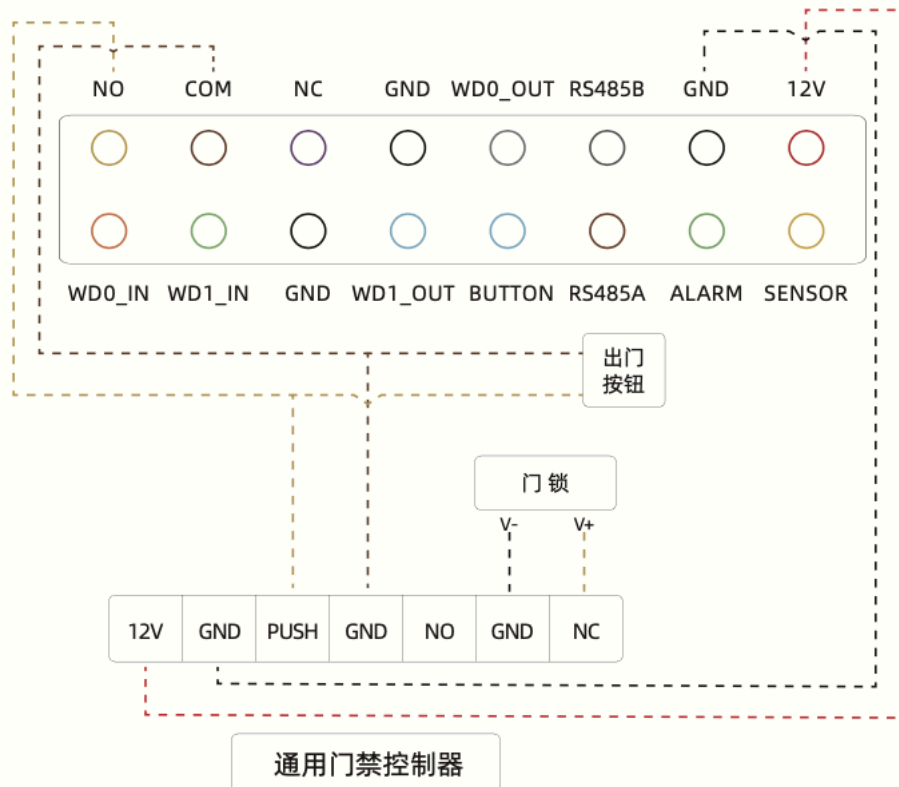 NO COM NC GND WD0_OUT RS485B GND 12V
WD0_IN WD1_IN GND WD1_OUT BUTTON RS485A ALARM SENSOR
出门
按钮
门 锁
V- V+
12V GND PUSH GND NO GND NC
通用门禁控制器